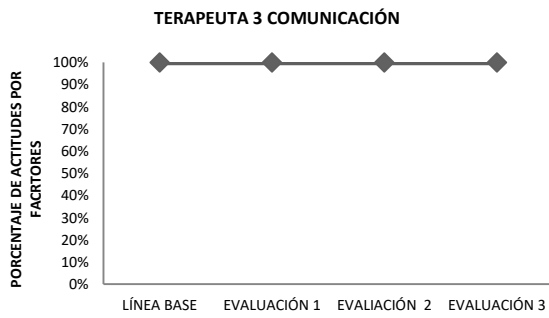 TERAPEUTA 3 COMUNICACIÓN
PORCENTAJE DE ACTITUDES POR
FACRTORES
100%
90%
80%
70%
60%
50%
40%
30%
20%
10%
0%
LÍNEA BASE EVALUACIÓN 1 EVALIACIÓN 2 EVALUACIÓN 3